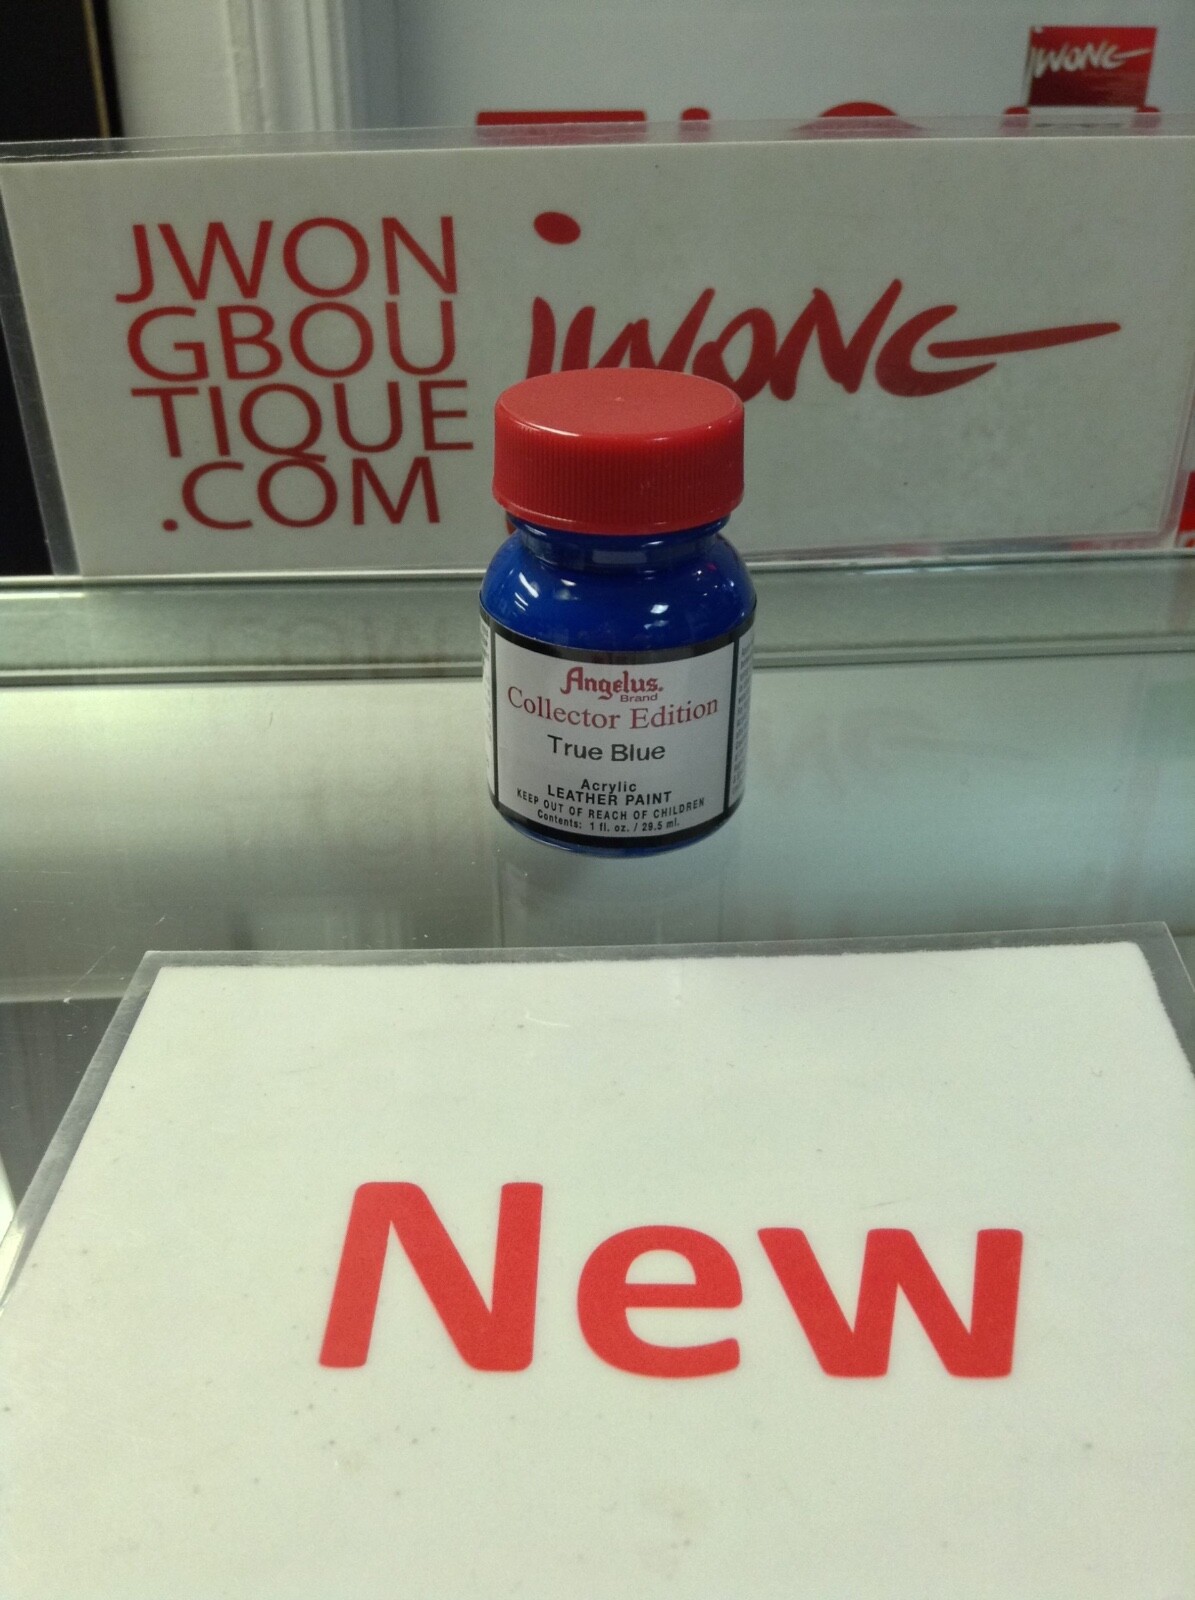 jwong
JWON
GBOU
TIQUE
.COM
jwong
Angelus.
Brand
Collector Edition
True Blue
Acrylic
LEATHER PAINT
KEEP OUT OF REACH OF CHILDREN
Contents: 1 fl. oz. / 29.5 ml.
New